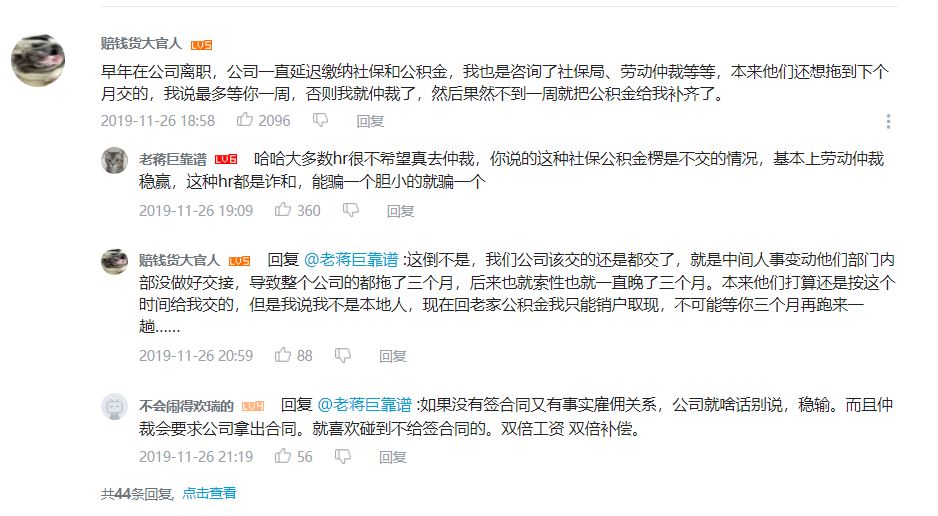 赔钱货大官人 LV5
早年在公司离职，公司一直延迟缴纳社保和公积金，我也是咨询了社保局、劳动仲裁等等，本来他们还想拖到下个
月交的，我说最多等你一周，否则我就仲裁了，然后果然不到一周就把公积金给我补齐了。
2019-11-26 18:58 2096 回复
老蒋巨靠谱 LV6 哈哈大多数hr很不希望真去仲裁，你说的这种社保公积金楞是不交的情况，基本上劳动仲裁
稳赢，这种hr都是诈和，能骗一个胆小的就骗一个
2019-11-26 19:09 360 回复
赔钱货大官人 LV5 回复 @老蒋巨靠谱 :这倒不是，我们公司该交的还是都交了，就是中间人事变动他们部门内
部没做好交接，导致整个公司的都拖了三个月，后来也就索性也就一直晚了三个月。本来他们打算还是按这个
时间给我交的，但是我说我不是本地人，现在回老家公积金我只能销户取现，不可能等你三个月再跑来一
趟……
2019-11-26 20:59 88 回复
不会闹得欢瑞的 LV4 回复 @老蒋巨靠谱 :如果没有签合同又有事实雇佣关系，公司就啥话别说，稳输。而且仲
裁会要求公司拿出合同。就喜欢碰到不给签合同的。双倍工资 双倍补偿。
2019-11-26 21:19 56 回复
共44条回复, 点击查看